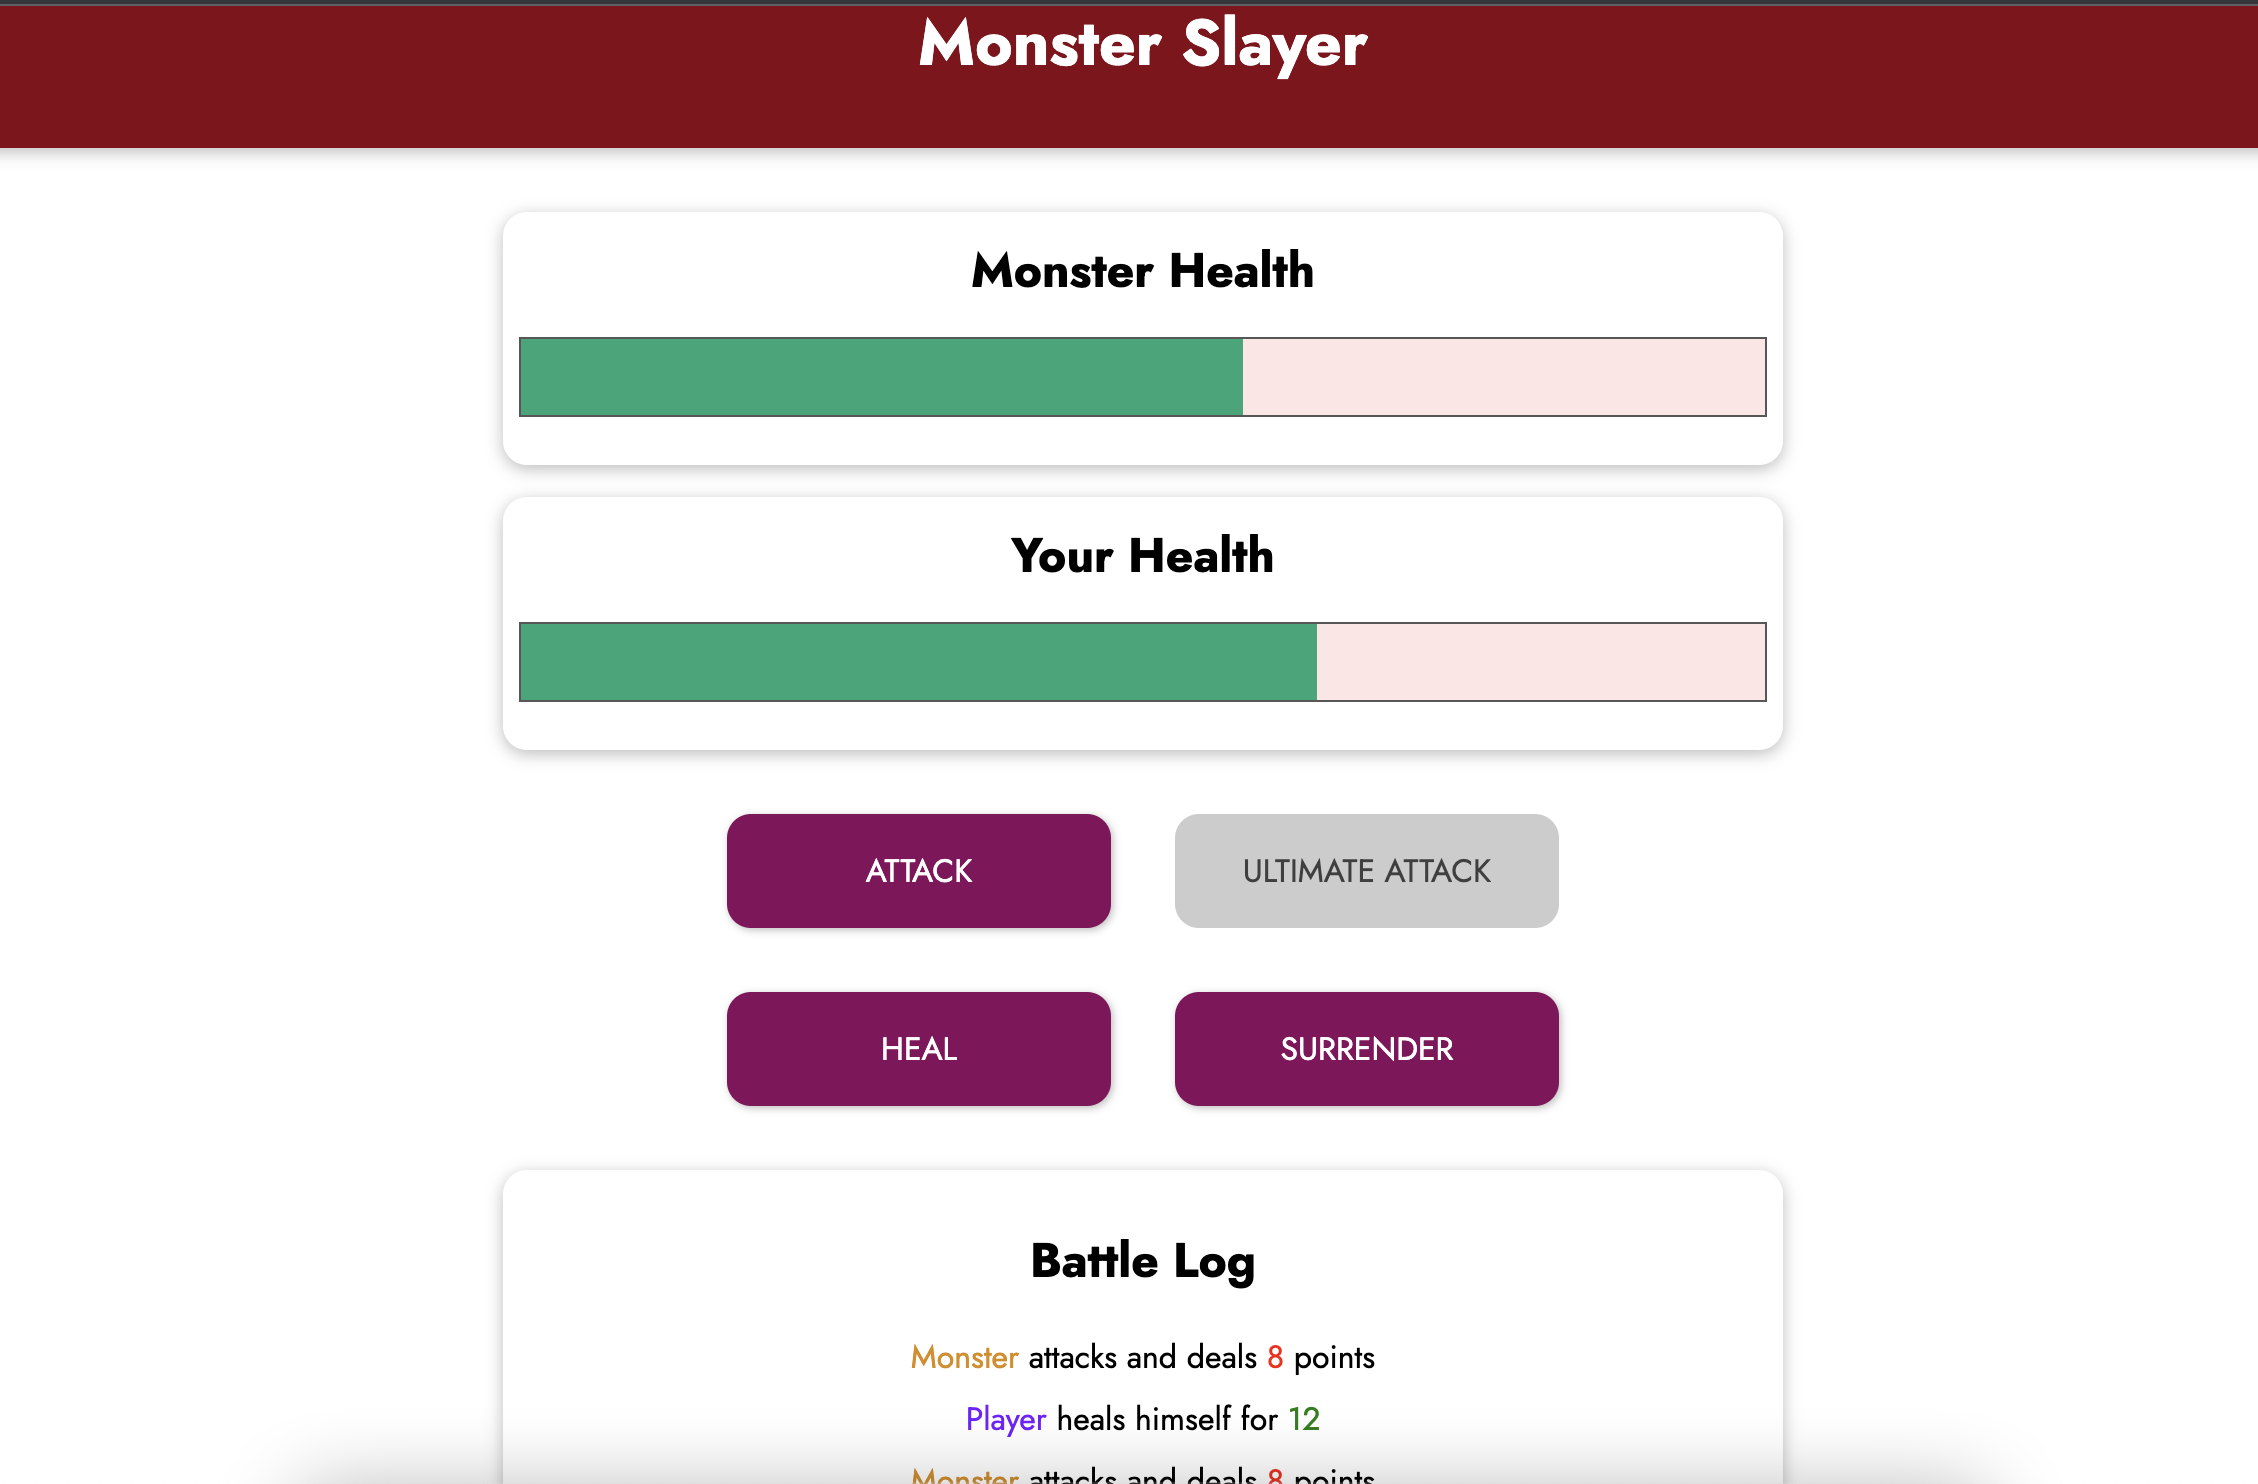 Monster Slayer
Monster Health
Your Health
ATTACK
ULTIMATE ATTACK
HEAL
SURRENDER
Battle Log
Monster attacks and deals 8 points
Player heals himself for 12
Monster attacks and deals 8 points